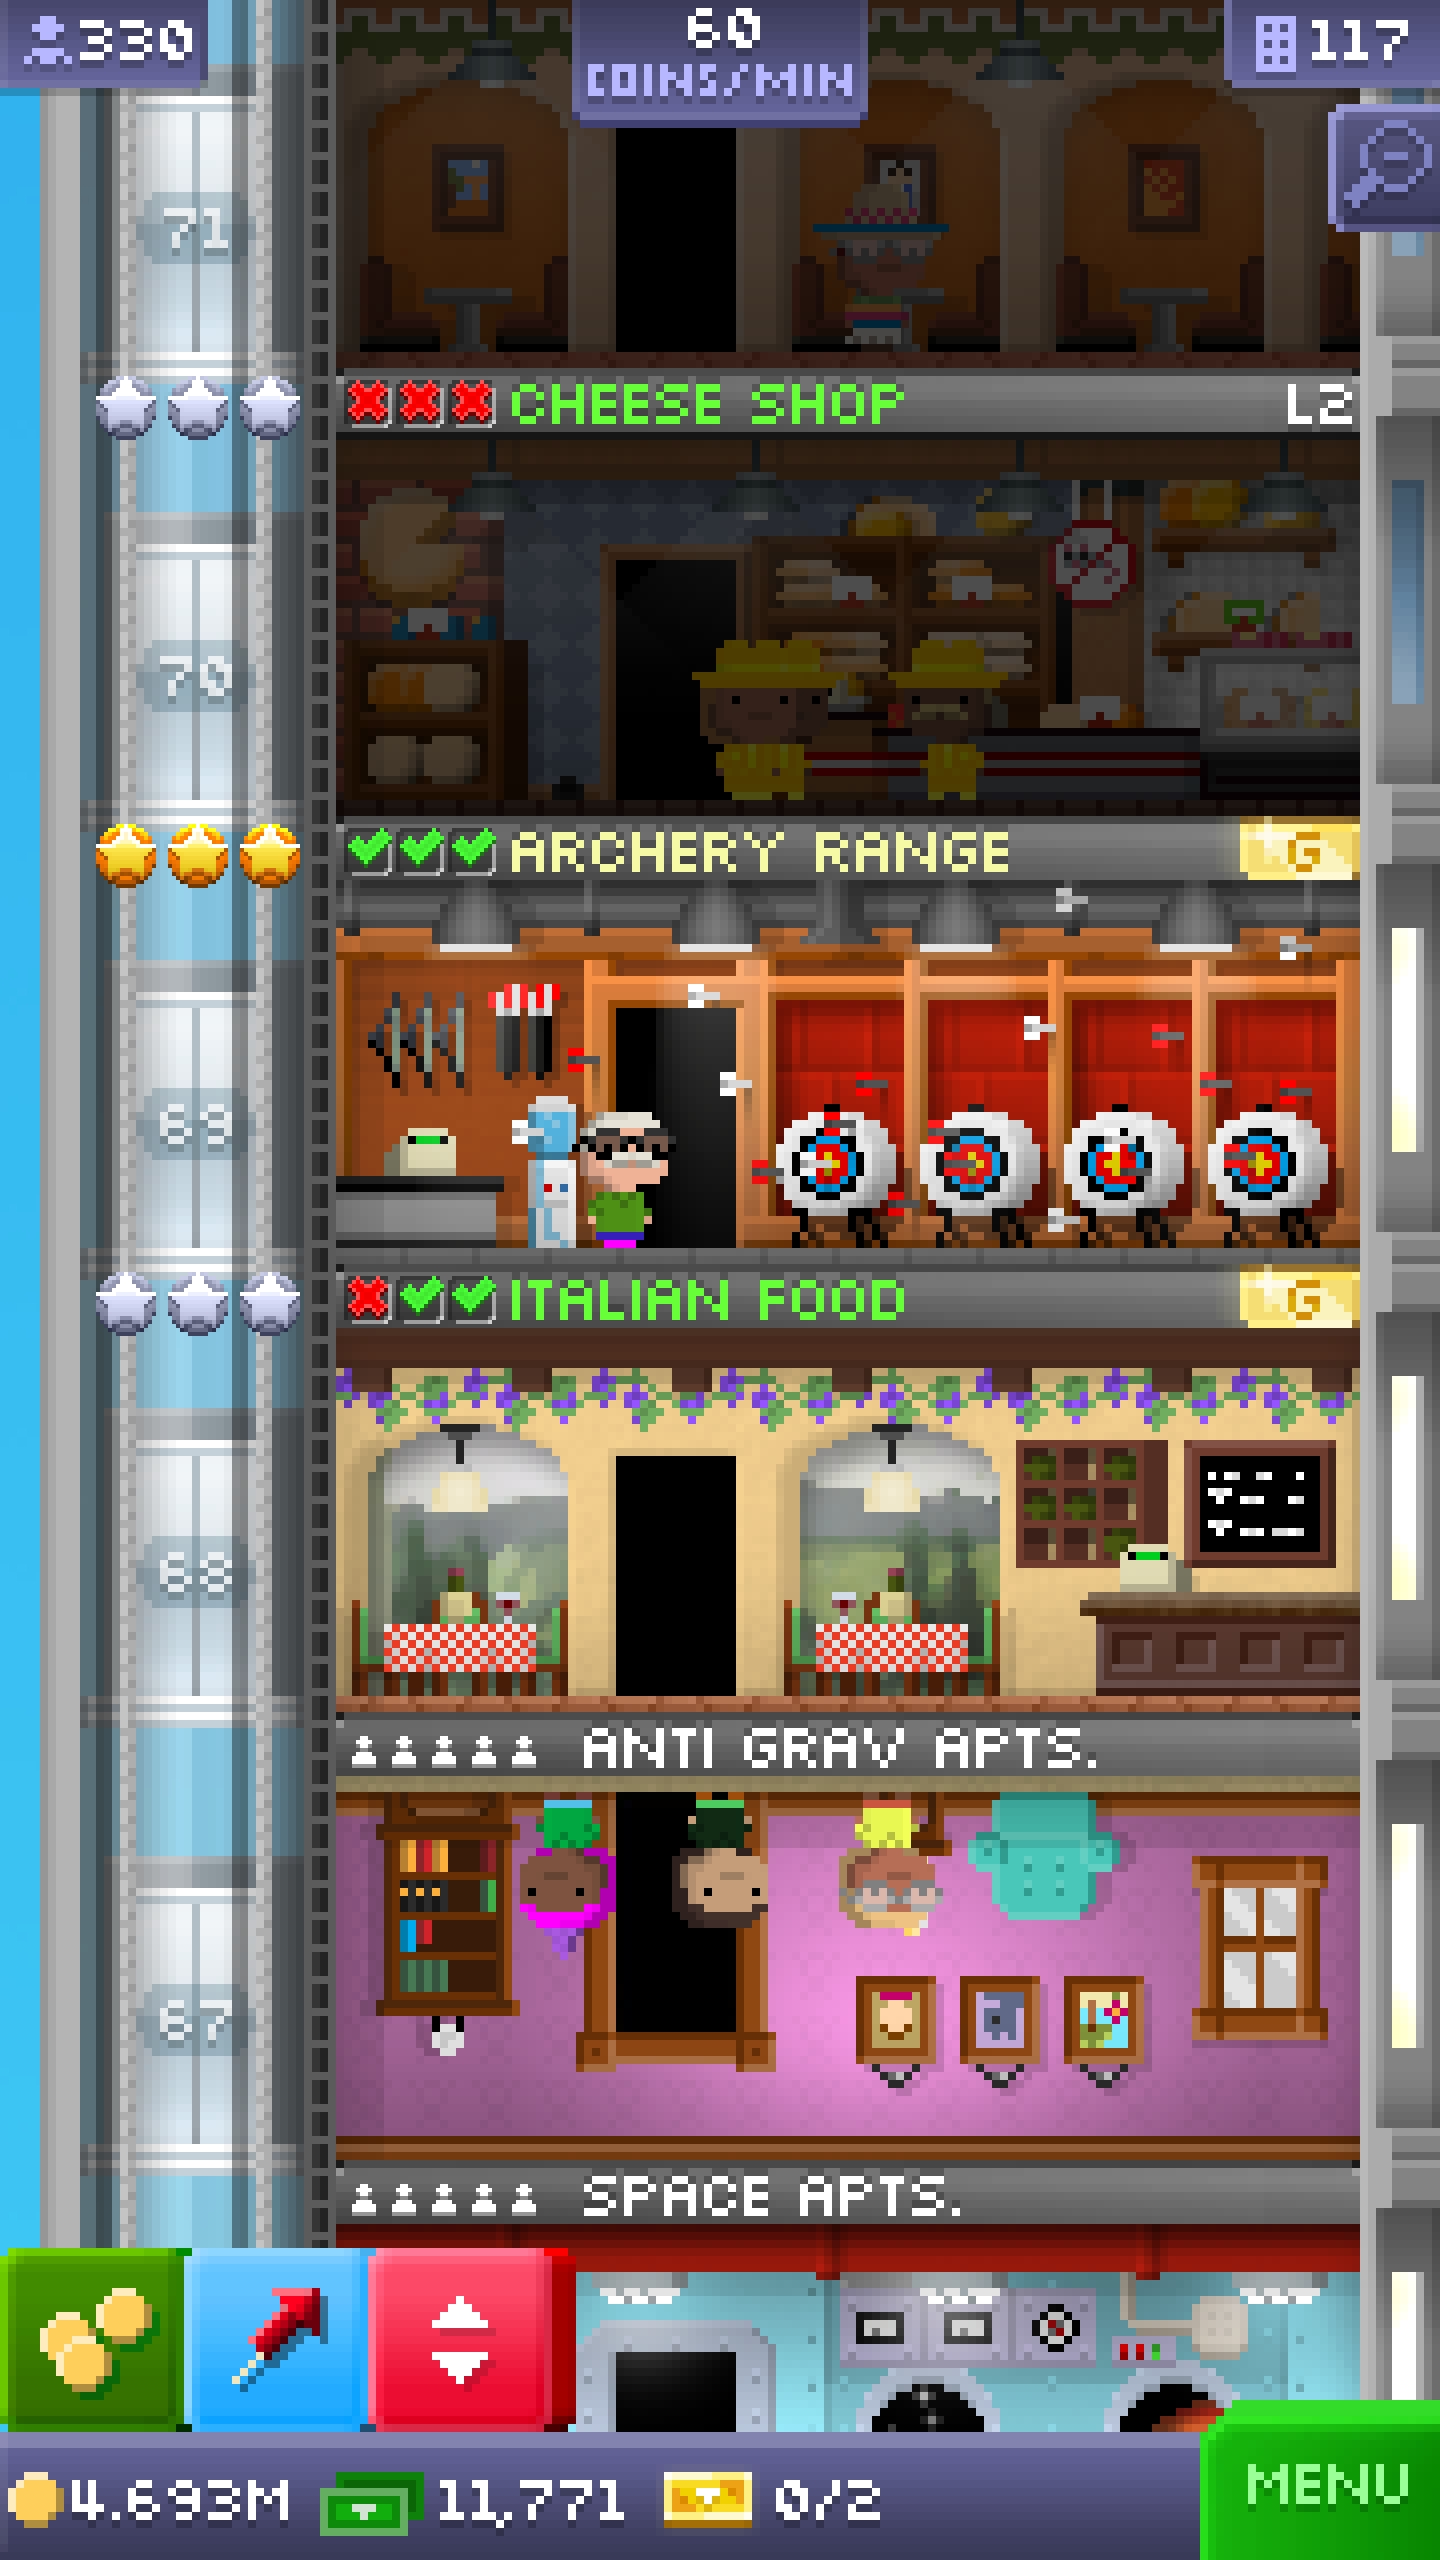 330
60
COINS/MIN
117
71
CHEESE SHOP L2
70
ARCHERY RANGE G
69
ITALIAN FOOD G
68
ANTI GRAV APTS.
67
SPACE APTS.
4.693M 11,771 0/2
MENU